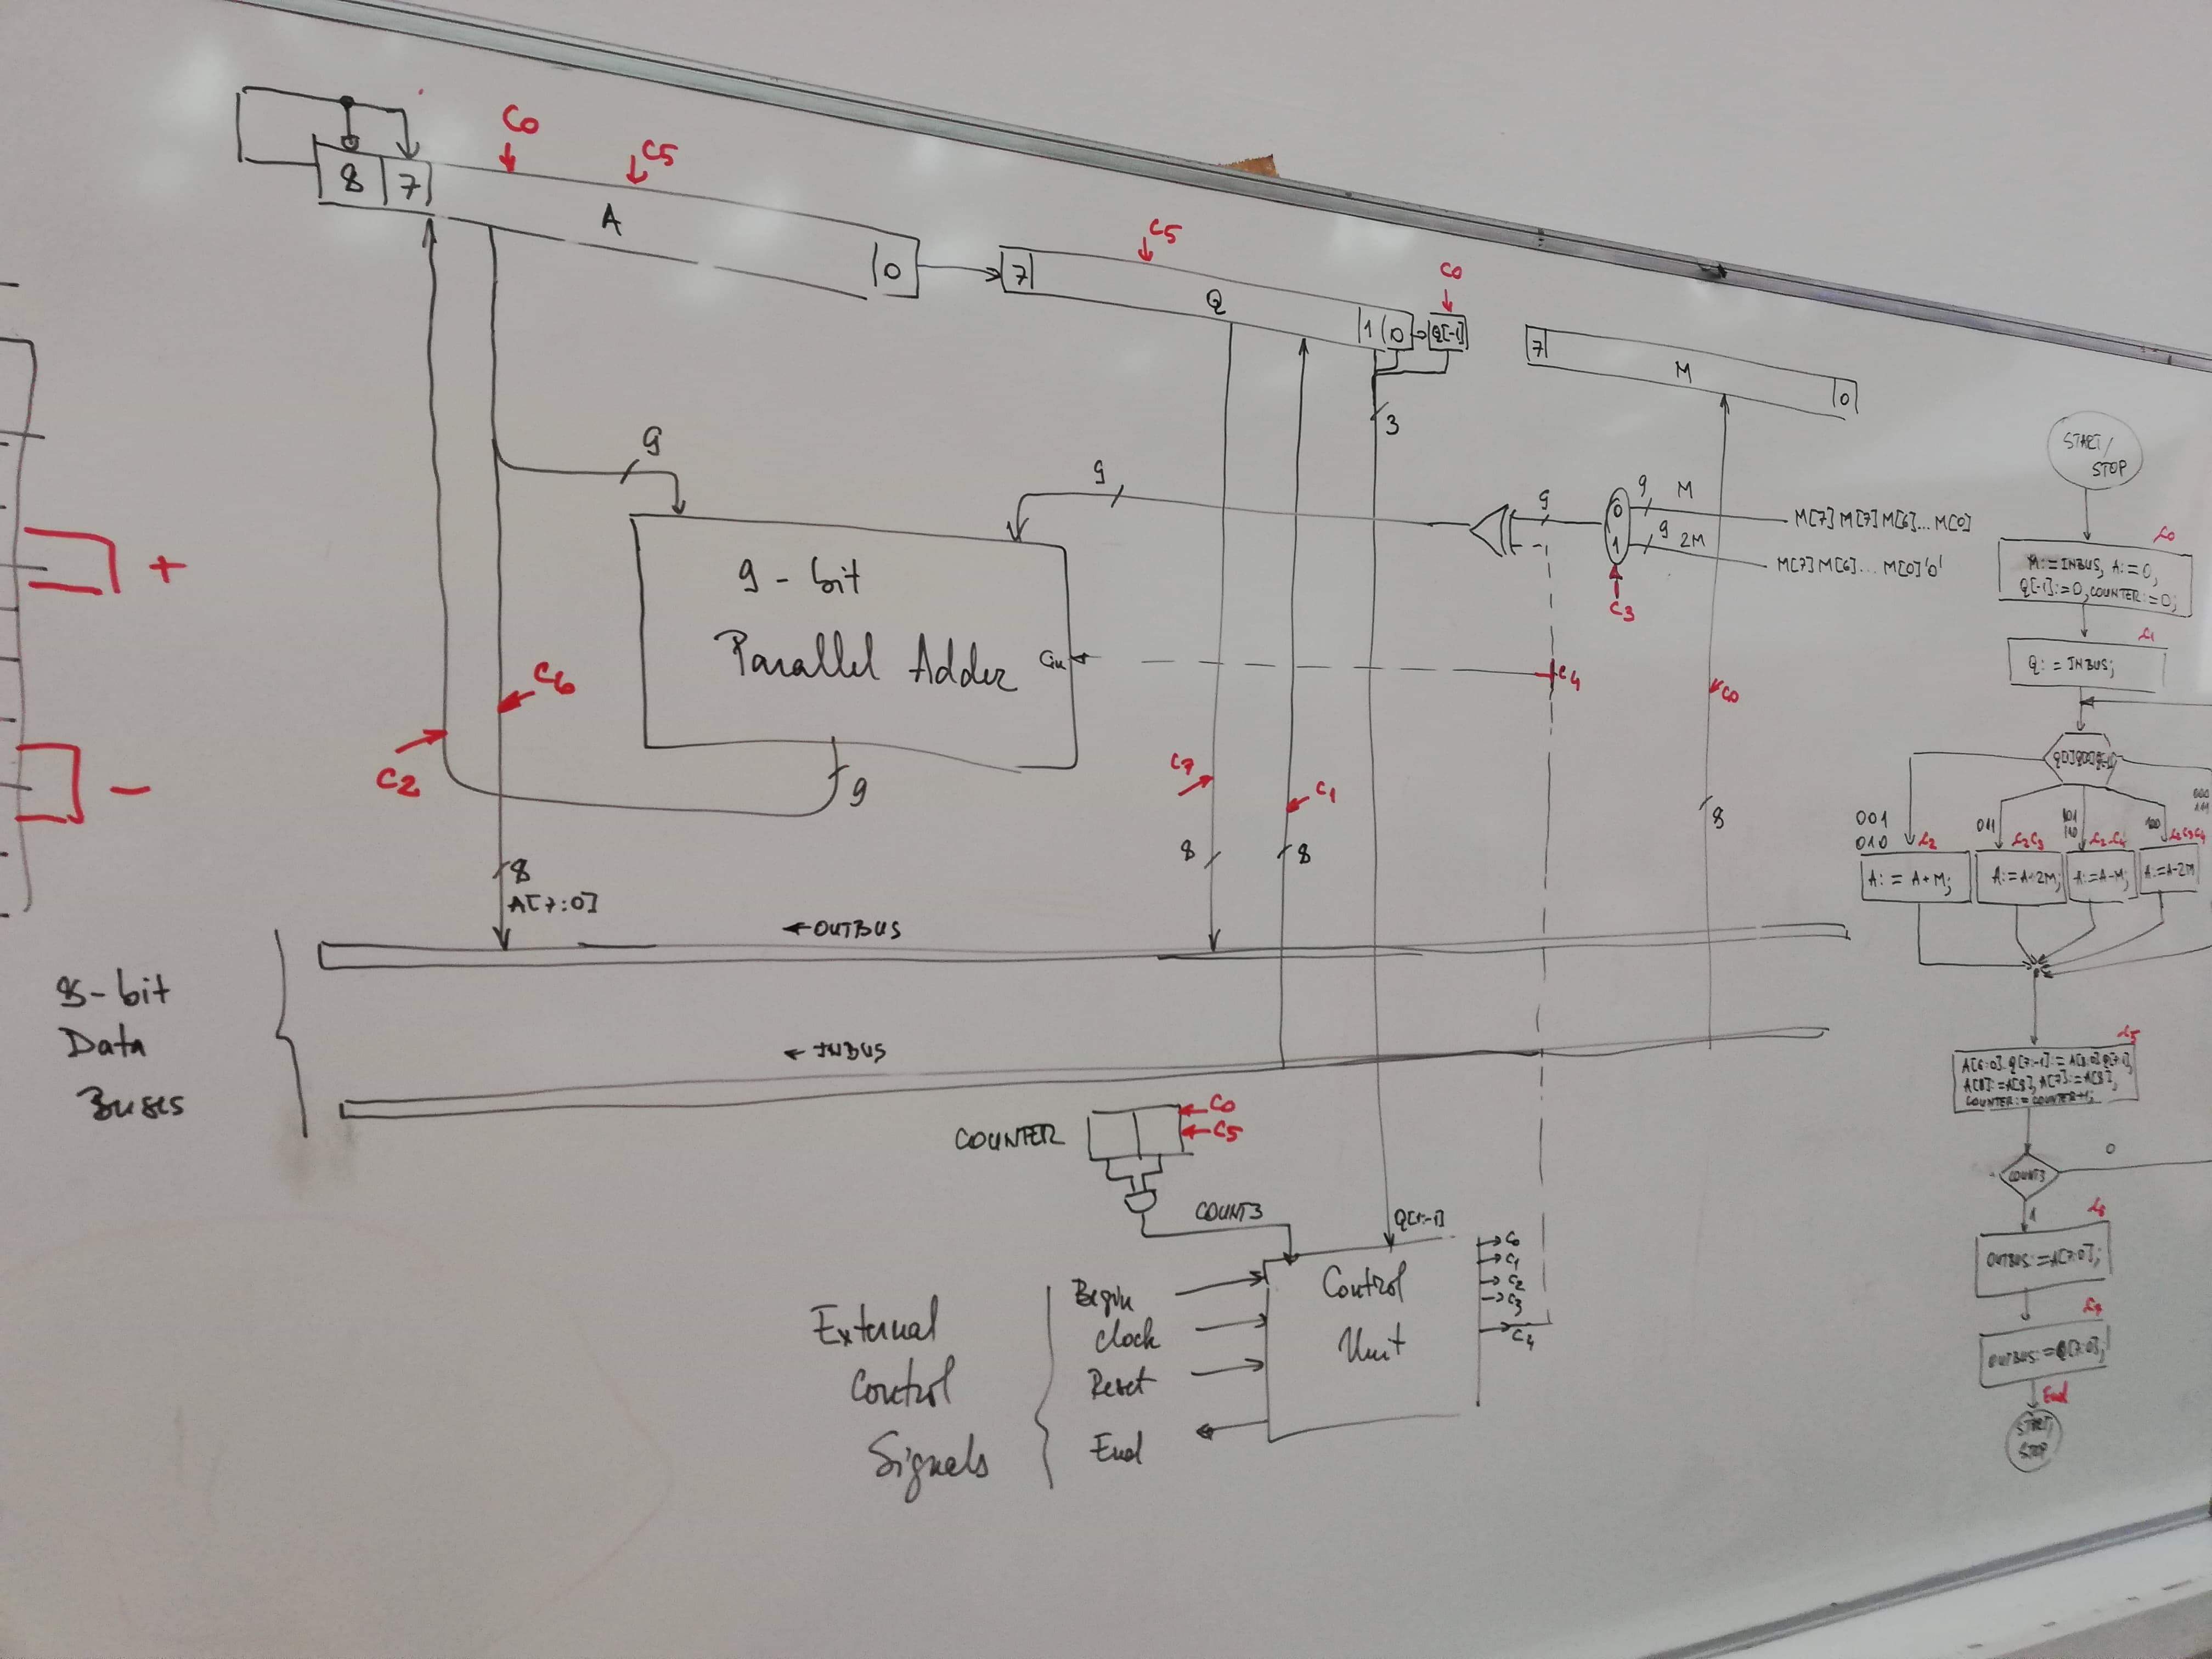 C0
C5
8 7
A
0
C5
7
Q
1 0
C0
Q[-1]
7
M
0
3
9
9
9
9 M
0
M[7] M[7] M[6]... M[0]
1
9 2M
M[7] M[6]... M[0]'0'
C3
9-bit
Parallel Adder
Cin
C4
C0
+
-
C6
C2
9
C7
C1
8
8
8
8
A[7:0]
← OUTBUS
← INBUS
8-bit
Data
Buses
COUNTER
C0
C5
COUNT3
Q[1:-1]
External
Control
Signals
Begin
Clock
Reset
End
Control
Unit
C0
C1
C2
C3
C4
START/
STOP
C0
M:=INBUS, A:=0,
Q[-1]:=0, COUNTER:=0;
C1
Q:=INBUS;
Q[1]Q[0]Q[-1]
001
010
C2
011
C2C3
101
110
C2C4
100
C2C3C4
000
111
A:=A+M;
A:=A+2M;
A:=A-M;
A:=A-2M
C5
A[6:0].Q[7:-1]:=A[8:0].Q[7:1],
A[8]:=A[8], A[7]:=A[8],
COUNTER:=COUNTER+1;
COUNT3
0
1
C6
OUTBUS:=A[7:0];
C7
OUTBUS:=Q[7:0];
End
START/
STOP